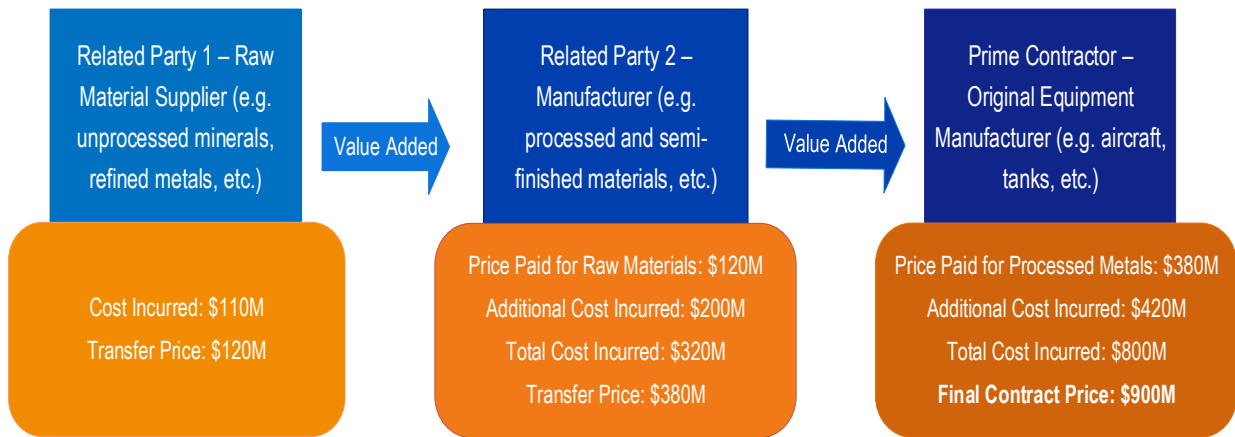 Related Party 1 – Raw
Material Supplier (e.g.
unprocessed minerals,
refined metals, etc.)
Value Added
Related Party 2 –
Manufacturer (e.g.
processed and semi-
finished materials, etc.)
Value Added
Prime Contractor –
Original Equipment
Manufacturer (e.g. aircraft,
tanks, etc.)
Cost Incurred: $110M
Transfer Price: $120M
Price Paid for Raw Materials: $120M
Additional Cost Incurred: $200M
Total Cost Incurred: $320M
Transfer Price: $380M
Price Paid for Processed Metals: $380M
Additional Cost Incurred: $420M
Total Cost Incurred: $800M
Final Contract Price: $900M